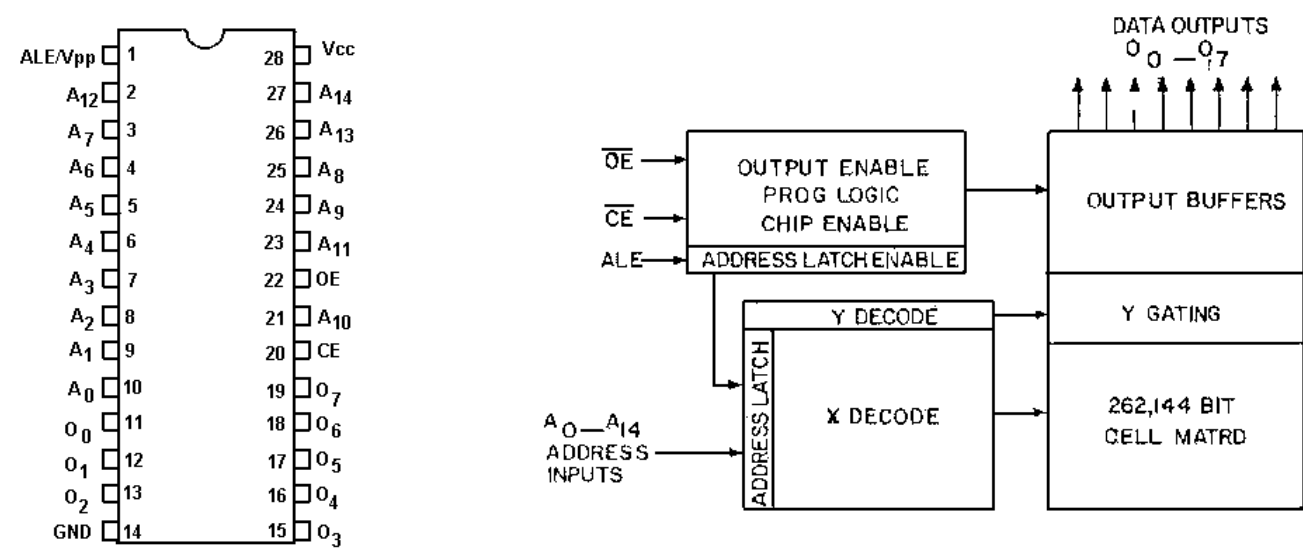 ALE/Vpp 1 28 Vcc
A12 2 27 A14
A7 3 26 A13
A6 4 25 A8
A5 5 24 A9
A4 6 23 A11
A3 7 22 OE
A2 8 21 A10
A1 9 20 CE
A0 10 19 O7
O0 11 18 O6
O1 12 17 O5
O2 13 16 O4
GND 14 15 O3
DATA OUTPUTS
O0—O7
OE
CE
ALE
OUTPUT ENABLE
PROG LOGIC
CHIP ENABLE
ADDRESS LATCH ENABLE
OUTPUT BUFFERS
Y DECODE
Y GATING
ADDRESS LATCH
X DECODE
262,144 BIT
CELL MATRD
A0—A14
ADDRESS
INPUTS